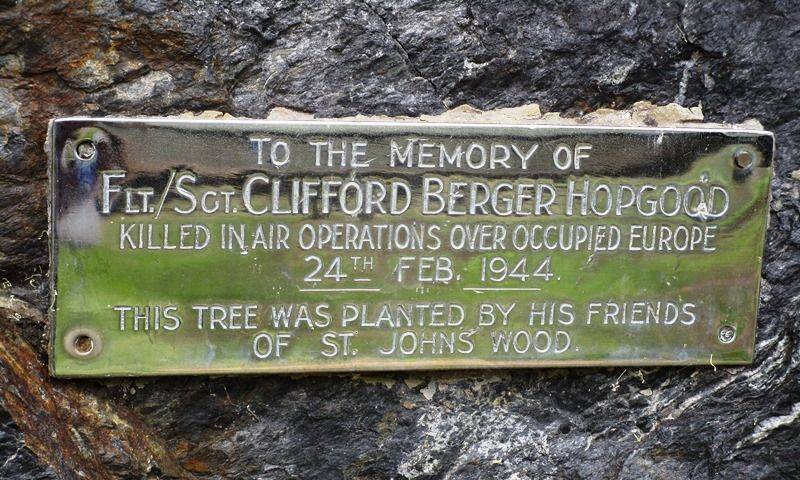 TO THE MEMORY OF
FLT./SGT. CLIFFORD BERGER HOPGOOD
KILLED IN AIR OPERATIONS OVER OCCUPIED EUROPE
24TH FEB. 1944.
THIS TREE WAS PLANTED BY HIS FRIENDS
OF ST. JOHNS WOOD.